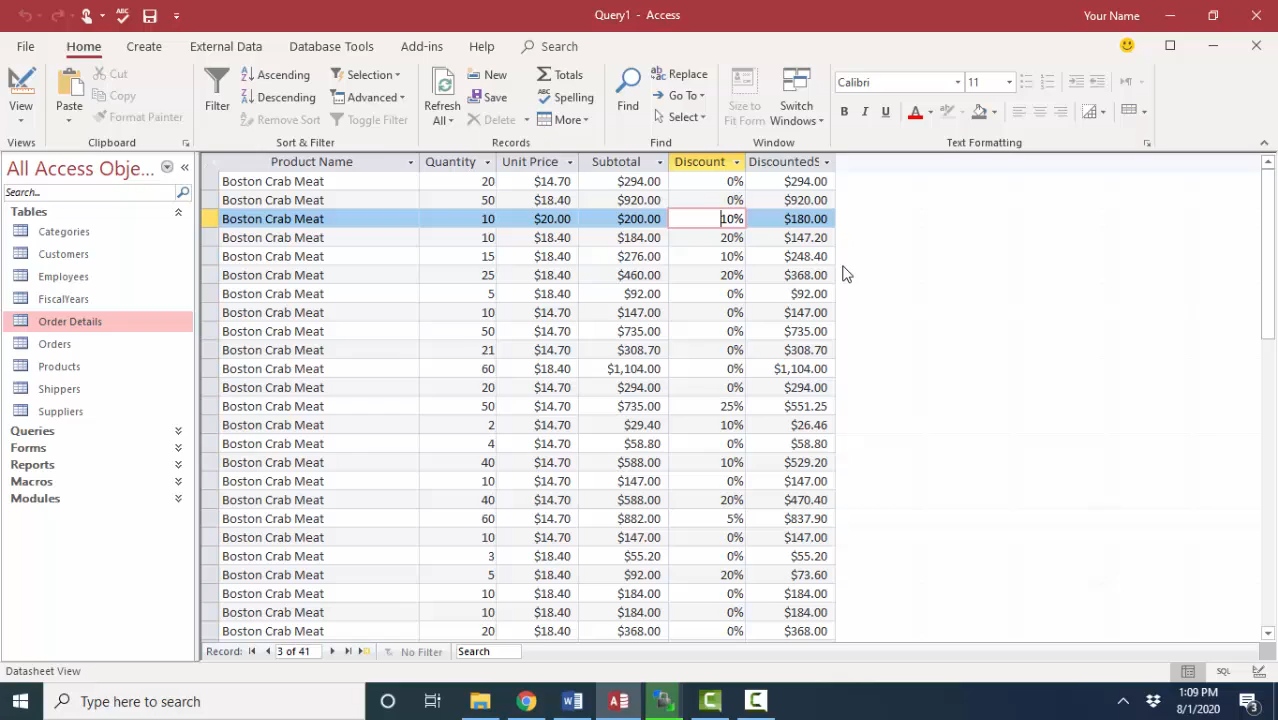 Query1 - Access
Your Name
File Home Create External Data Database Tools Add-ins Help Search
View
Paste
Cut
Copy
Format Painter
Clipboard
Filter
Ascending
Descending
Remove Sort
Selection
Advanced
Toggle Filter
Sort & Filter
Refresh All
New
Save
Delete
Totals
Spelling
More
Records
Find
Replace
Go To
Select
Find
Size to Fit Form
Switch Windows
Window
Calibri 11
B I U A
Text Formatting
All Access Obje...
Search...
Tables
Categories
Customers
Employees
FiscalYears
Order Details
Orders
Products
Shippers
Suppliers
Queries
Forms
Reports
Macros
Modules
Product Name Quantity Unit Price Subtotal Discount DiscountedS
Boston Crab Meat 20 $14.70 $294.00 0% $294.00
Boston Crab Meat 50 $18.40 $920.00 0% $920.00
Boston Crab Meat 10 $20.00 $200.00 10% $180.00
Boston Crab Meat 10 $18.40 $184.00 20% $147.20
Boston Crab Meat 15 $18.40 $276.00 10% $248.40
Boston Crab Meat 25 $18.40 $460.00 20% $368.00
Boston Crab Meat 5 $18.40 $92.00 0% $92.00
Boston Crab Meat 10 $14.70 $147.00 0% $147.00
Boston Crab Meat 50 $14.70 $735.00 0% $735.00
Boston Crab Meat 21 $14.70 $308.70 0% $308.70
Boston Crab Meat 60 $18.40 $1,104.00 0% $1,104.00
Boston Crab Meat 20 $14.70 $294.00 0% $294.00
Boston Crab Meat 50 $14.70 $735.00 25% $551.25
Boston Crab Meat 2 $14.70 $29.40 10% $26.46
Boston Crab Meat 4 $14.70 $58.80 0% $58.80
Boston Crab Meat 40 $14.70 $588.00 10% $529.20
Boston Crab Meat 10 $14.70 $147.00 0% $147.00
Boston Crab Meat 40 $14.70 $588.00 20% $470.40
Boston Crab Meat 60 $14.70 $882.00 5% $837.90
Boston Crab Meat 10 $14.70 $147.00 0% $147.00
Boston Crab Meat 3 $18.40 $55.20 0% $55.20
Boston Crab Meat 5 $18.40 $92.00 20% $73.60
Boston Crab Meat 10 $18.40 $184.00 0% $184.00
Boston Crab Meat 10 $18.40 $184.00 0% $184.00
Boston Crab Meat 20 $18.40 $368.00 0% $368.00
Record: 3 of 41 No Filter Search
Datasheet View
SQL
Type here to search
1:09 PM
8/1/2020
3